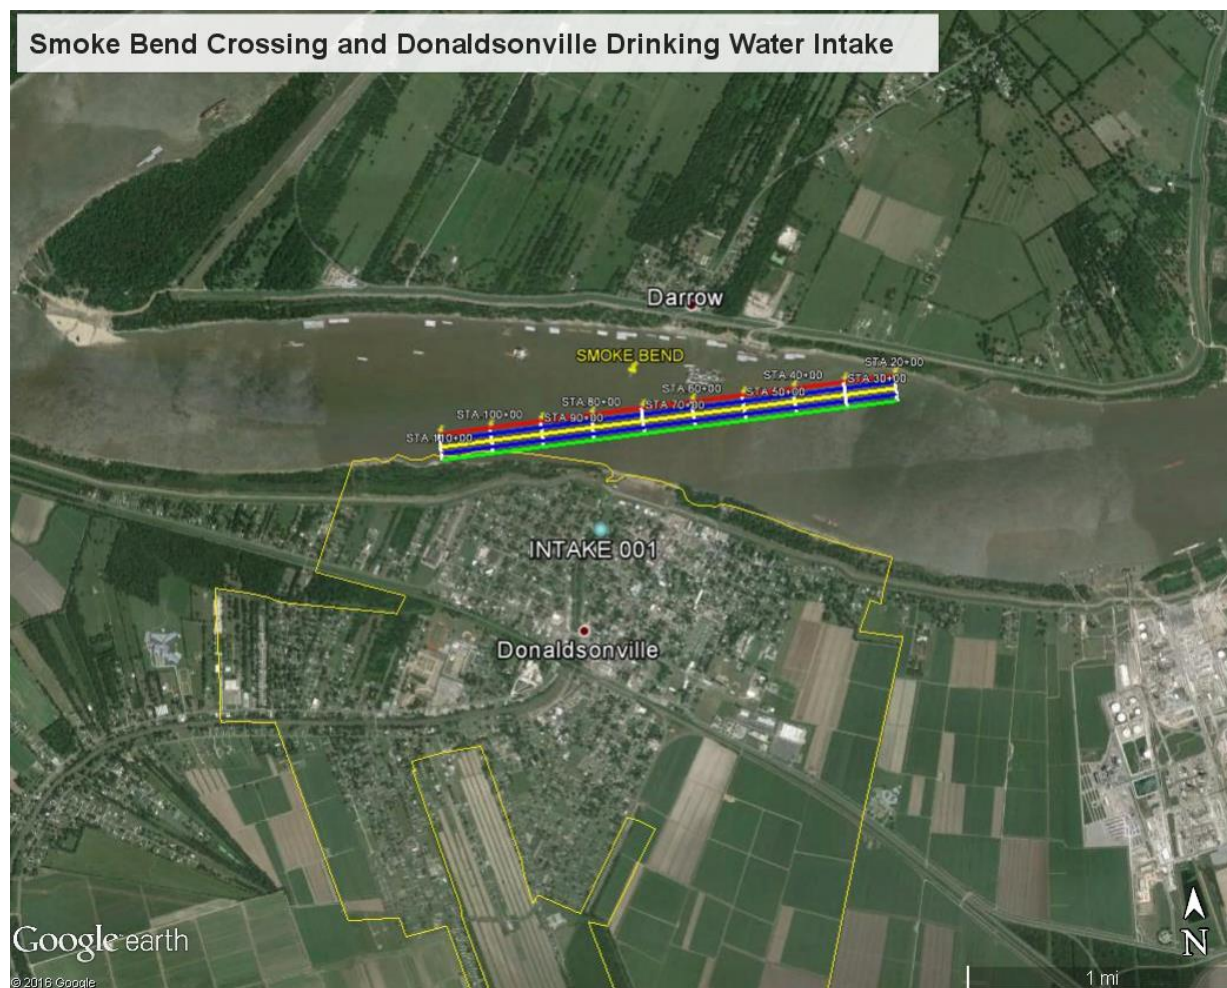 Smoke Bend Crossing and Donaldsonville Drinking Water Intake
Darrow
SMOKE BEND
STA 20+00
STA 30+00
STA 40+00
STA 50+00
STA 60+00
STA 70+00
STA 80+00
STA 90+00
STA 100+00
STA 110+00
INTAKE 001
Donaldsonville
Google earth
© 2016 Google
N
1 mi